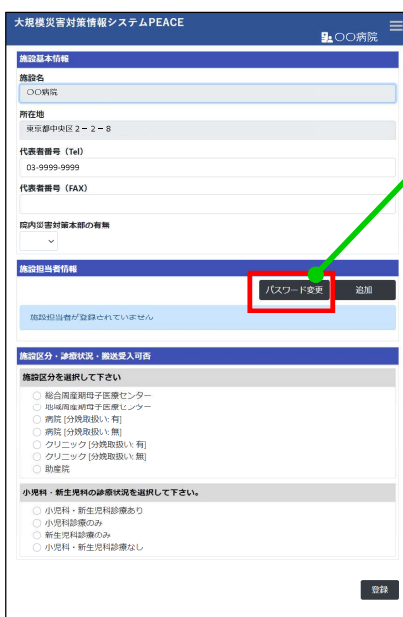 大規模災害対策情報システムPEACE
〇〇病院
施設基本情報
施設名
〇〇病院
所在地
東京都中央区2－2－8
代表者番号（Tel）
03-9999-9999
代表者番号（FAX）
院内災害対策本部の有無
施設担当者情報
パスワード変更
追加
施設担当者が登録されていません
施設区分・診療状況・搬送受入可否
施設区分を選択して下さい
総合周産期母子医療センター
地域周産期母子医療センター
病院 [分娩取扱い: 有]
病院 [分娩取扱い: 無]
クリニック [分娩取扱い: 有]
クリニック [分娩取扱い: 無]
助産院
小児科・新生児科の診療状況を選択して下さい。
小児科・新生児科診療あり
小児科診療のみ
新生児科診療のみ
小児科・新生児科診療なし
登録